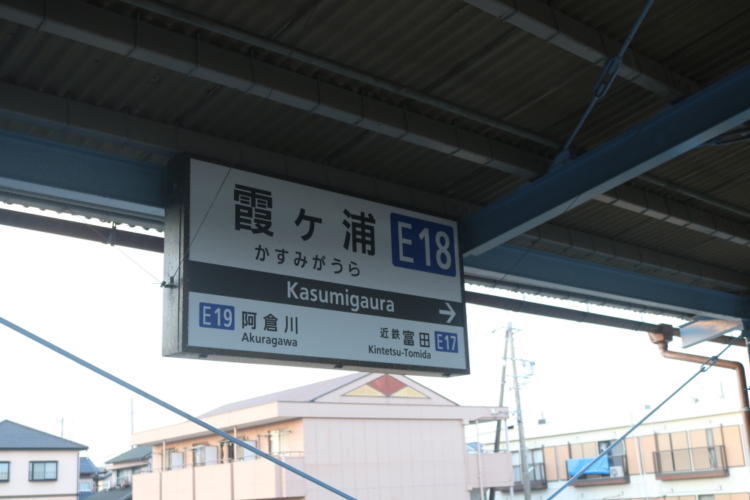 霞ヶ浦 E18
かすみがうら
Kasumigaura →
E19 阿倉川 近鉄富田 E17
Akuragawa Kintetsu-Tomida